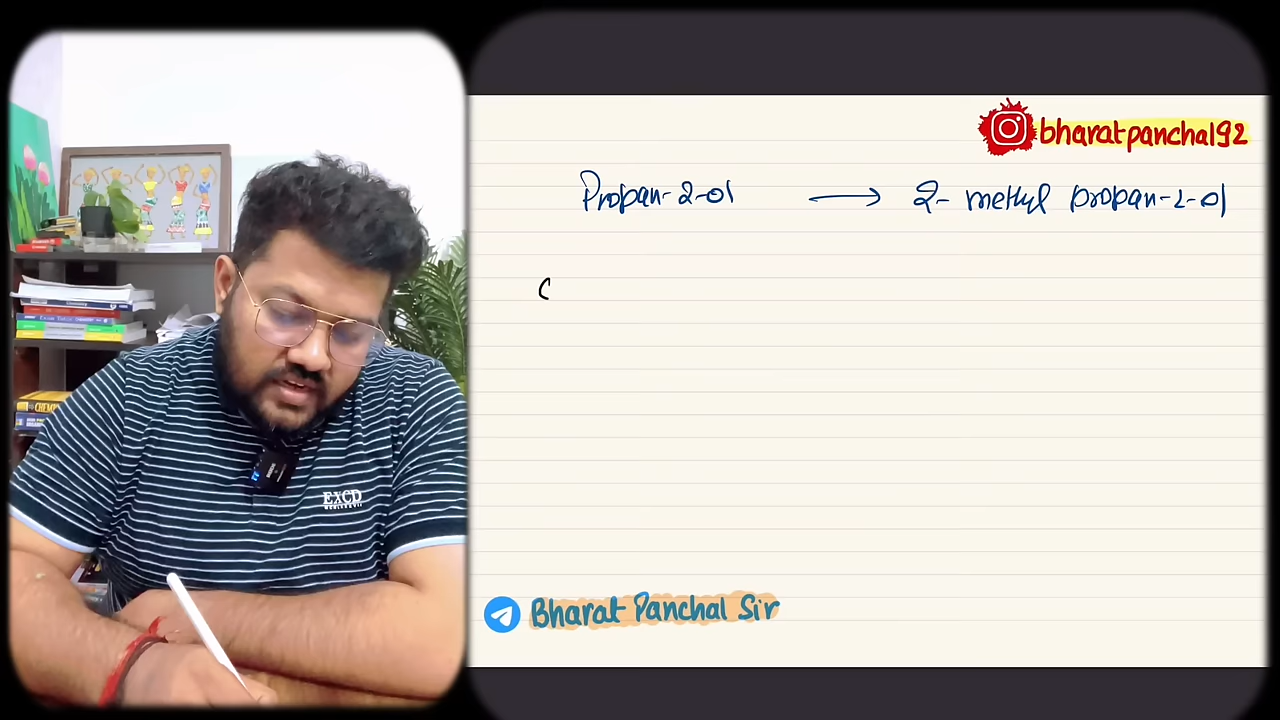 bharatpanchal92
Propan-2-ol ⟶ 2- methyl propan-2-ol
C
EXCD
Bharat Panchal Sir